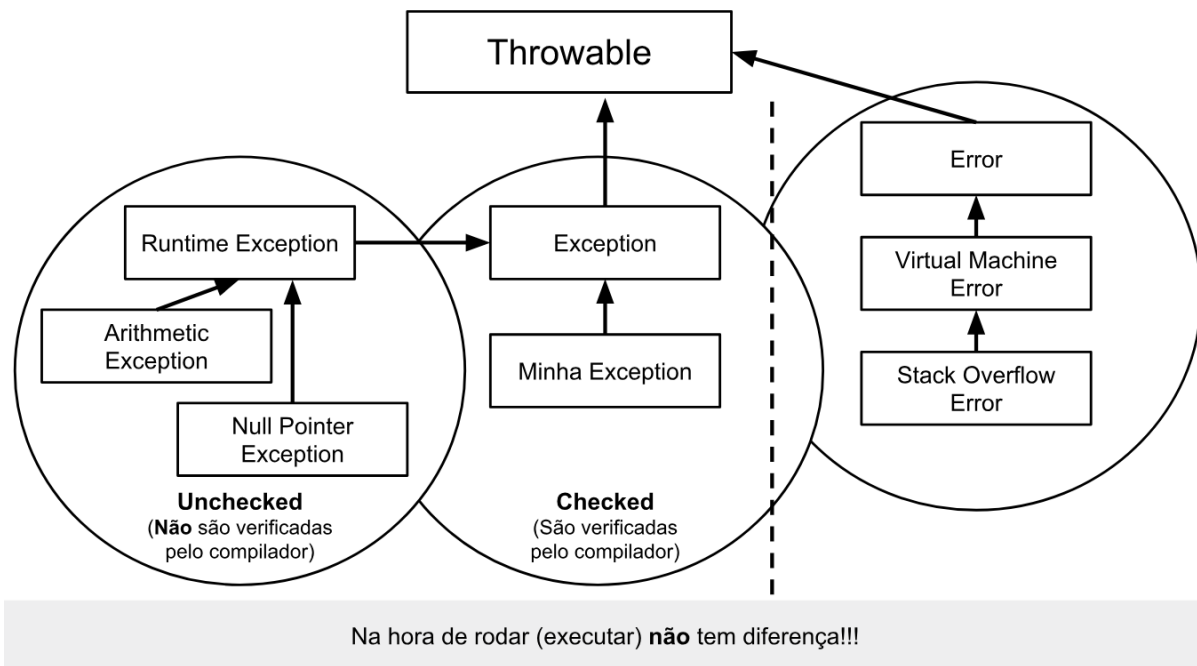 Throwable
Runtime Exception
Arithmetic
Exception
Null Pointer
Exception
Unchecked
(Não são verificadas
pelo compilador)
Exception
Minha Exception
Checked
(São verificadas
pelo compilador)
Error
Virtual Machine
Error
Stack Overflow
Error
Na hora de rodar (executar) não tem diferença!!!